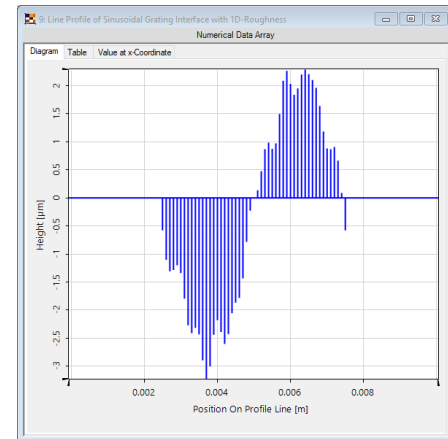 9: Line Profile of Sinusoidal Grating Interface with 1D-Roughness
Numerical Data Array
Diagram Table Value at x-Coordinate
Height [µm]
2
1.5
1
0.5
0
-0.5
-1
-1.5
-2
-2.5
-3
0.002 0.004 0.006 0.008
Position On Profile Line [m]